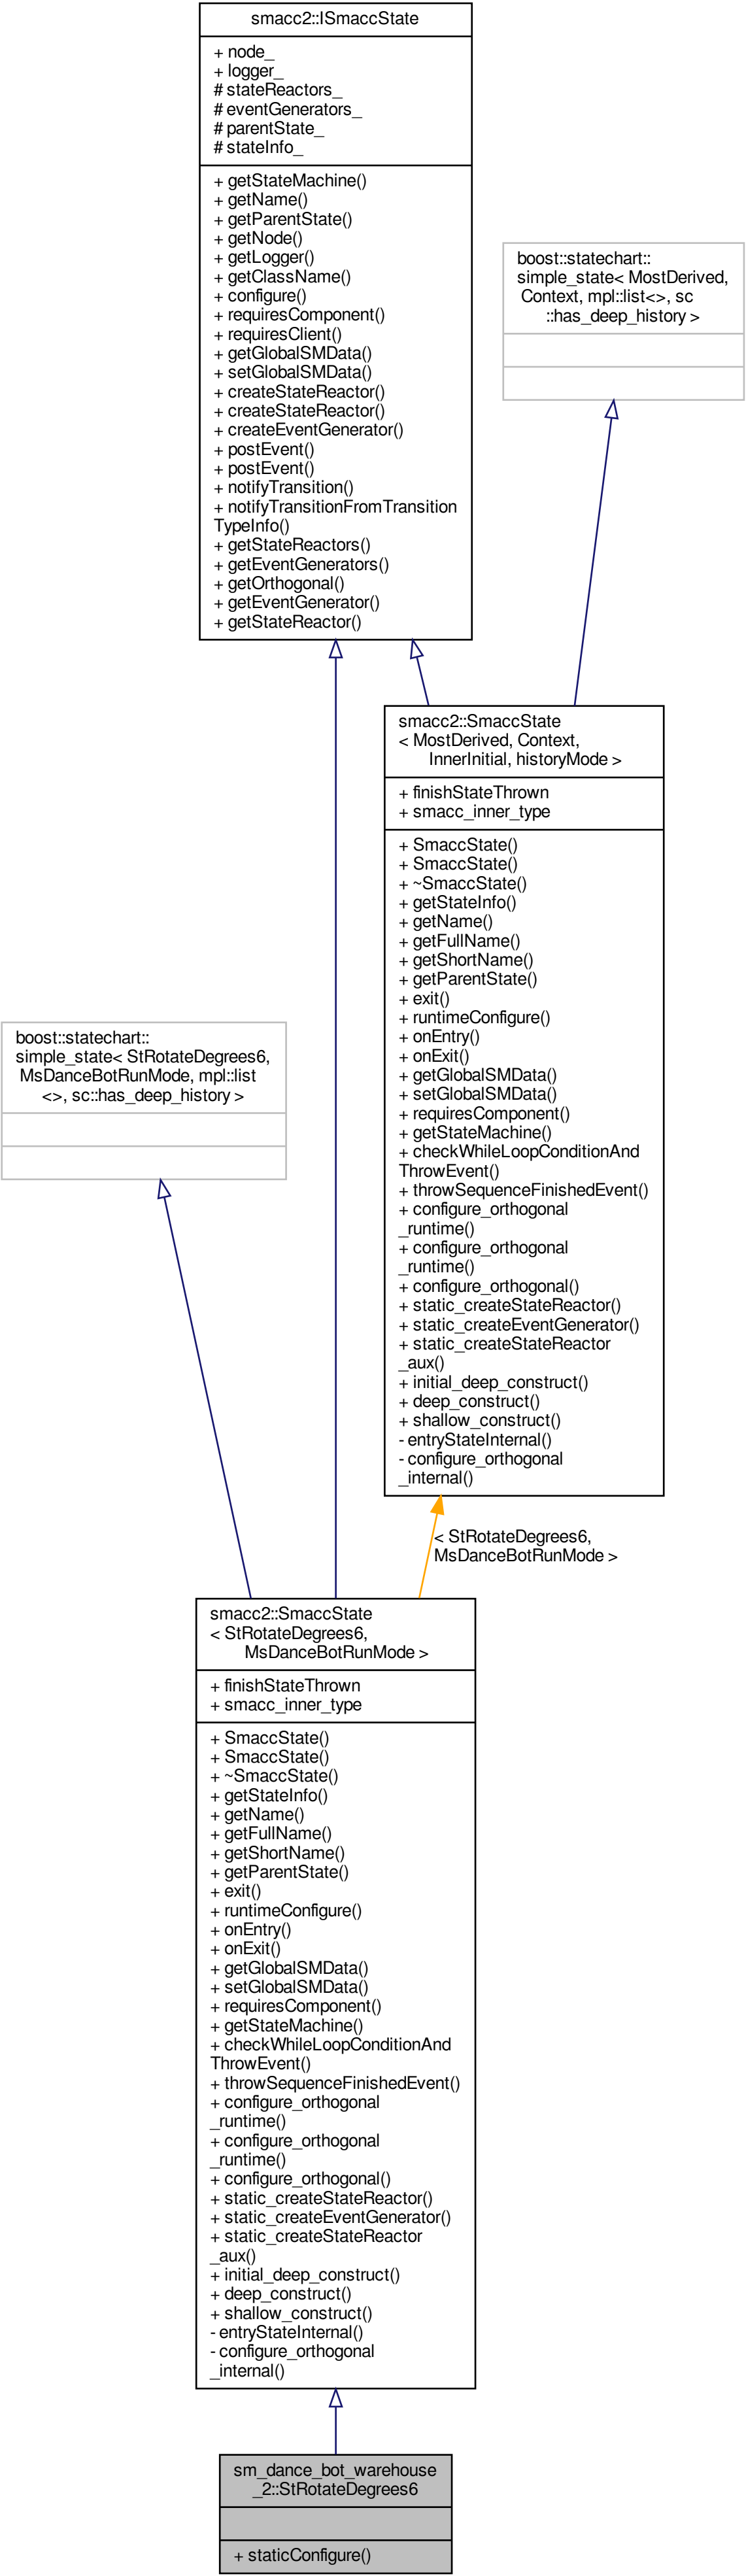 smacc2::ISmaccState
+ node_
+ logger_
# stateReactors_
# eventGenerators_
# parentState_
# stateInfo_
+ getStateMachine()
+ getName()
+ getParentState()
+ getNode()
+ getLogger()
+ getClassName()
+ configure()
+ requiresComponent()
+ requiresClient()
+ getGlobalSMData()
+ setGlobalSMData()
+ createStateReactor()
+ createStateReactor()
+ createEventGenerator()
+ postEvent()
+ postEvent()
+ notifyTransition()
+ notifyTransitionFromTransition
TypeInfo()
+ getStateReactors()
+ getEventGenerators()
+ getOrthogonal()
+ getEventGenerator()
+ getStateReactor()
boost::statechart::
simple_state< MostDerived,
Context, mpl::list<>, sc
::has_deep_history >
smacc2::SmaccState
< MostDerived, Context,
InnerInitial, historyMode >
+ finishStateThrown
+ smacc_inner_type
+ SmaccState()
+ SmaccState()
+ ~SmaccState()
+ getStateInfo()
+ getName()
+ getFullName()
+ getShortName()
+ getParentState()
+ exit()
+ runtimeConfigure()
+ onEntry()
+ onExit()
+ getGlobalSMData()
+ setGlobalSMData()
+ requiresComponent()
+ getStateMachine()
+ checkWhileLoopConditionAnd
ThrowEvent()
+ throwSequenceFinishedEvent()
+ configure_orthogonal
_runtime()
+ configure_orthogonal
_runtime()
+ configure_orthogonal()
+ static_createStateReactor()
+ static_createEventGenerator()
+ static_createStateReactor
_aux()
+ initial_deep_construct()
+ deep_construct()
+ shallow_construct()
- entryStateInternal()
- configure_orthogonal
_internal()
boost::statechart::
simple_state< StRotateDegrees6,
MsDanceBotRunMode, mpl::list
<>, sc::has_deep_history >
< StRotateDegrees6,
MsDanceBotRunMode >
smacc2::SmaccState
< StRotateDegrees6,
MsDanceBotRunMode >
+ finishStateThrown
+ smacc_inner_type
+ SmaccState()
+ SmaccState()
+ ~SmaccState()
+ getStateInfo()
+ getName()
+ getFullName()
+ getShortName()
+ getParentState()
+ exit()
+ runtimeConfigure()
+ onEntry()
+ onExit()
+ getGlobalSMData()
+ setGlobalSMData()
+ requiresComponent()
+ getStateMachine()
+ checkWhileLoopConditionAnd
ThrowEvent()
+ throwSequenceFinishedEvent()
+ configure_orthogonal
_runtime()
+ configure_orthogonal
_runtime()
+ configure_orthogonal()
+ static_createStateReactor()
+ static_createEventGenerator()
+ static_createStateReactor
_aux()
+ initial_deep_construct()
+ deep_construct()
+ shallow_construct()
- entryStateInternal()
- configure_orthogonal
_internal()
sm_dance_bot_warehouse
_2::StRotateDegrees6
+ staticConfigure()